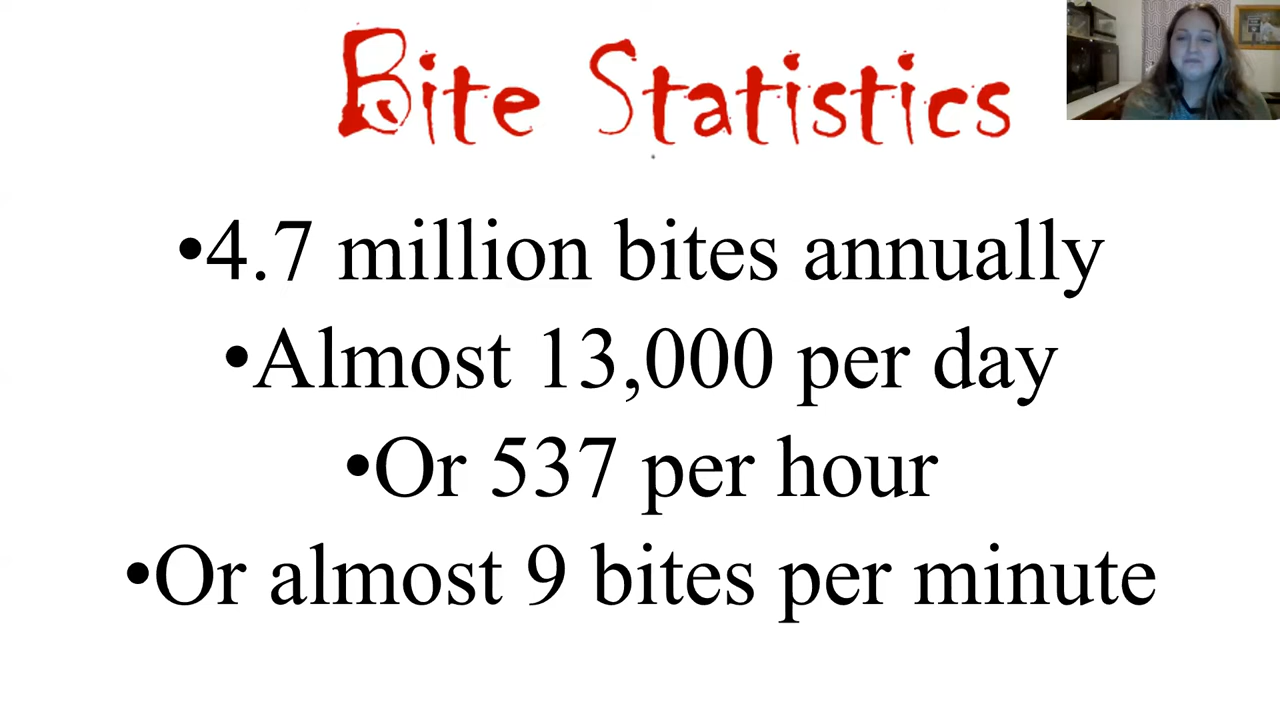 Bite Statistics
•4.7 million bites annually
•Almost 13,000 per day
•Or 537 per hour
•Or almost 9 bites per minute